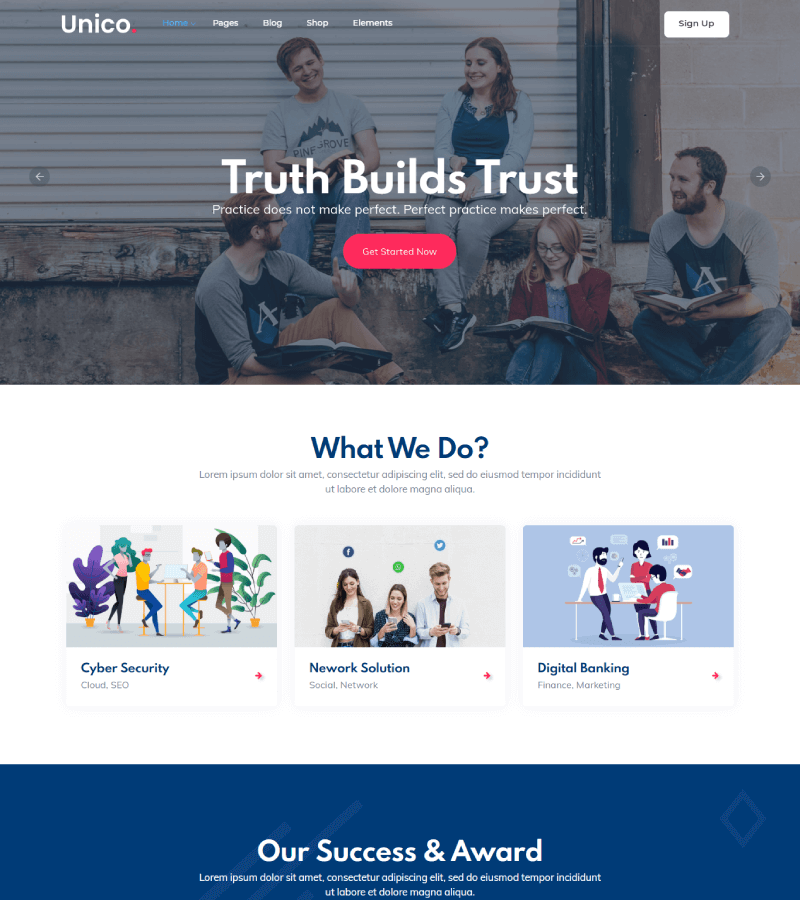 Unico.
Home Pages Blog Shop Elements
Sign Up
PINE GROVE
Truth Builds Trust
Practice does not make perfect. Perfect practice makes perfect.
Get Started Now
What We Do?
Lorem ipsum dolor sit amet, consectetur adipiscing elit, sed do eiusmod tempor incididunt
ut labore et dolore magna aliqua.
Cyber Security
Cloud, SEO
Nework Solution
Social, Network
Digital Banking
Finance, Marketing
Our Success & Award
Lorem ipsum dolor sit amet, consectetur adipiscing elit, sed do eiusmod tempor incididunt
ut labore et dolore magna aliqua.